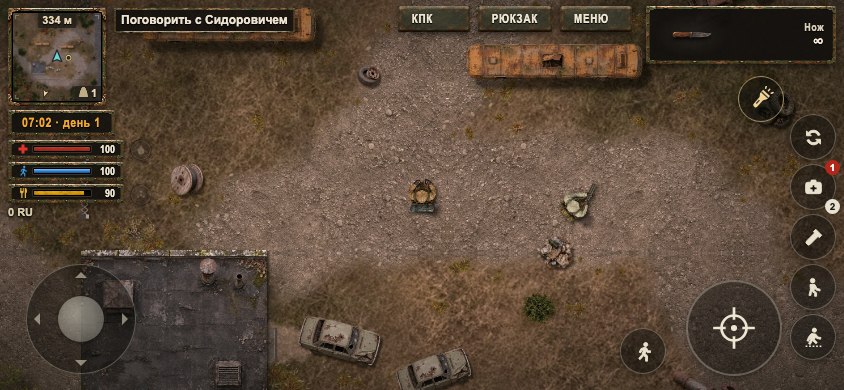 334 м
Поговорить с Сидоровичем
КПК
РЮКЗАК
МЕНЮ
Нож
∞
1
07:02 · день 1
100
100
90
0 RU
1
2